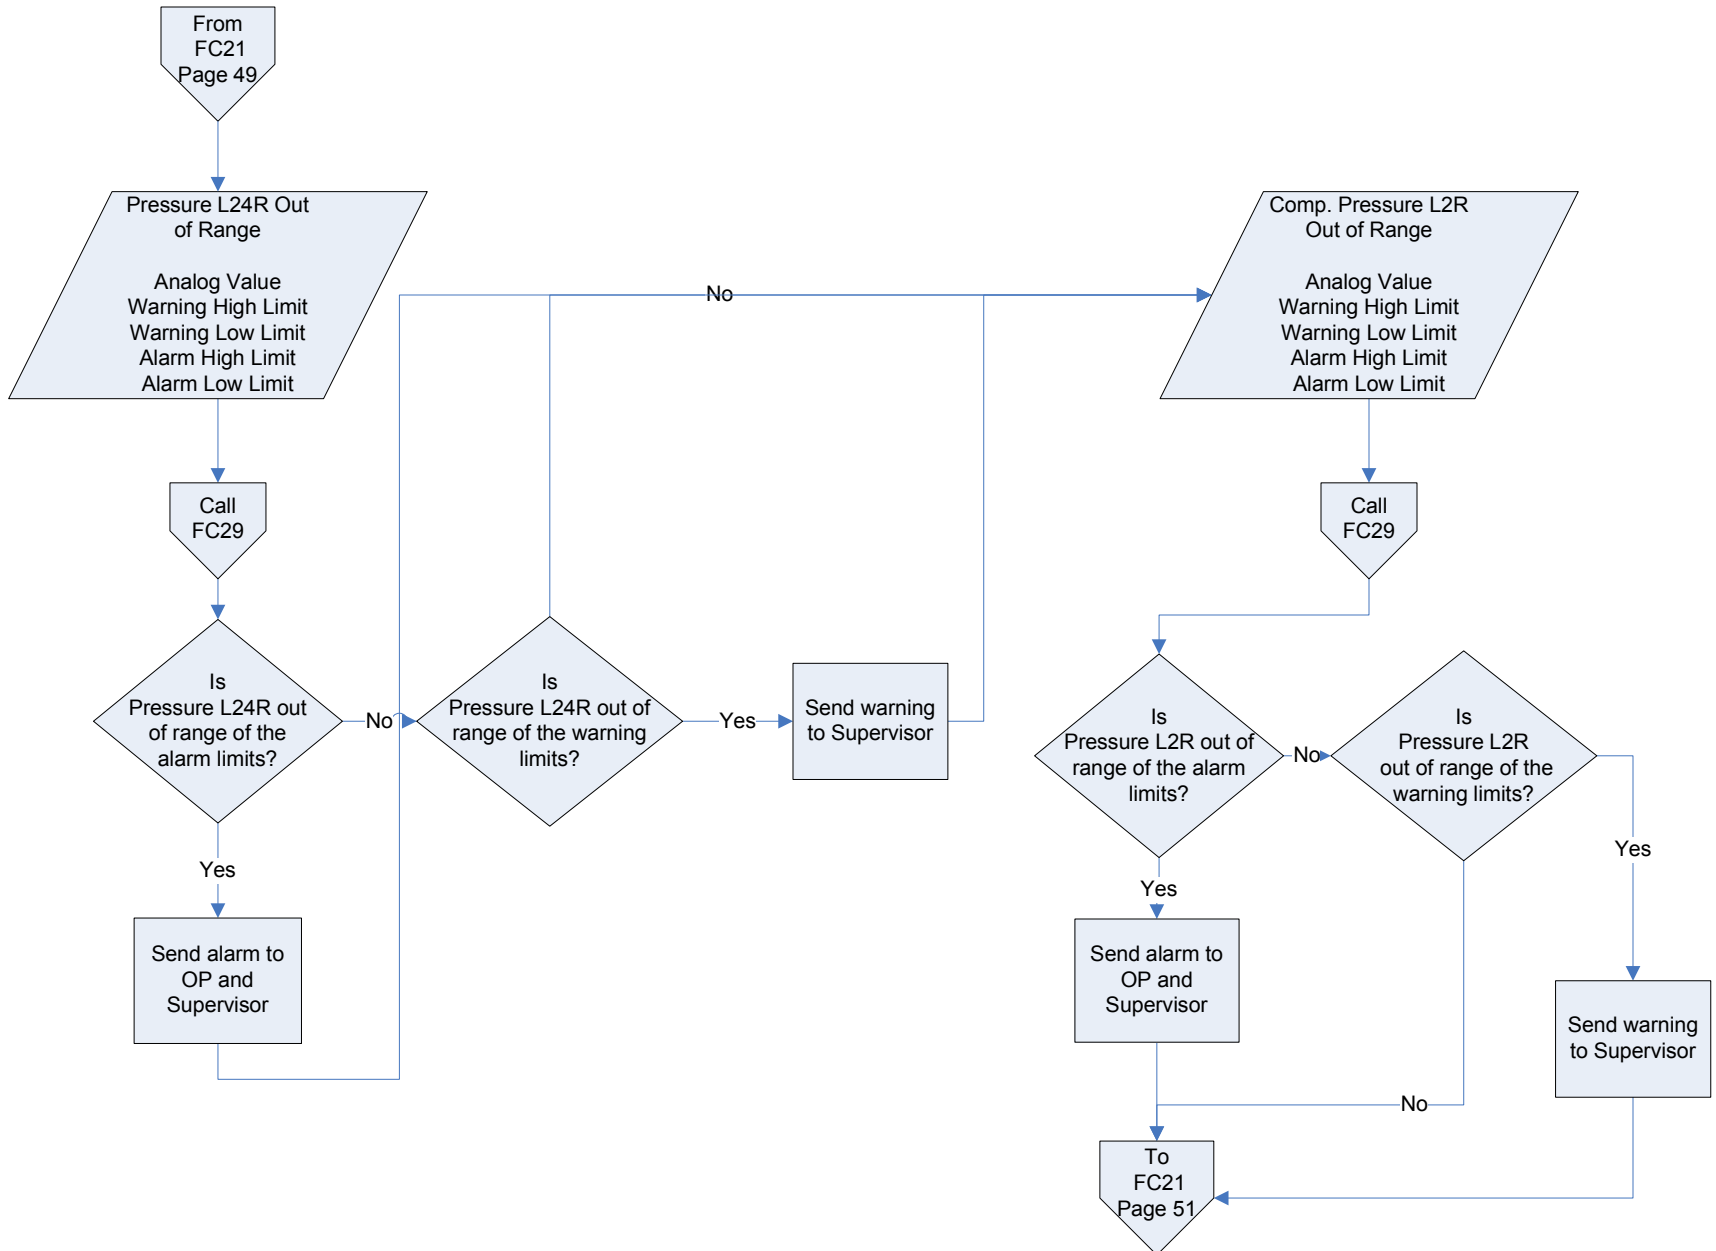 From
FC21
Page 49
Pressure L24R Out
of Range
Analog Value
Warning High Limit
Warning Low Limit
Alarm High Limit
Alarm Low Limit
Call
FC29
Is
Pressure L24R out
of range of the
alarm limits?
No
Is
Pressure L24R out of
range of the warning
limits?
Yes
Send warning
to Supervisor
No
Yes
Send alarm to
OP and
Supervisor
Comp. Pressure L2R
Out of Range
Analog Value
Warning High Limit
Warning Low Limit
Alarm High Limit
Alarm Low Limit
Call
FC29
Is
Pressure L2R out of
range of the alarm
limits?
No
Is
Pressure L2R
out of range of the
warning limits?
Yes
Yes
Send alarm to
OP and
Supervisor
Send warning
to Supervisor
No
To
FC21
Page 51